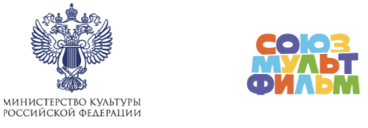 МИНИСТЕРСТВО КУЛЬТУРЫ
РОССИЙСКОЙ ФЕДЕРАЦИИ
СОЮЗ
МУЛЬТ
ФИЛЬМ